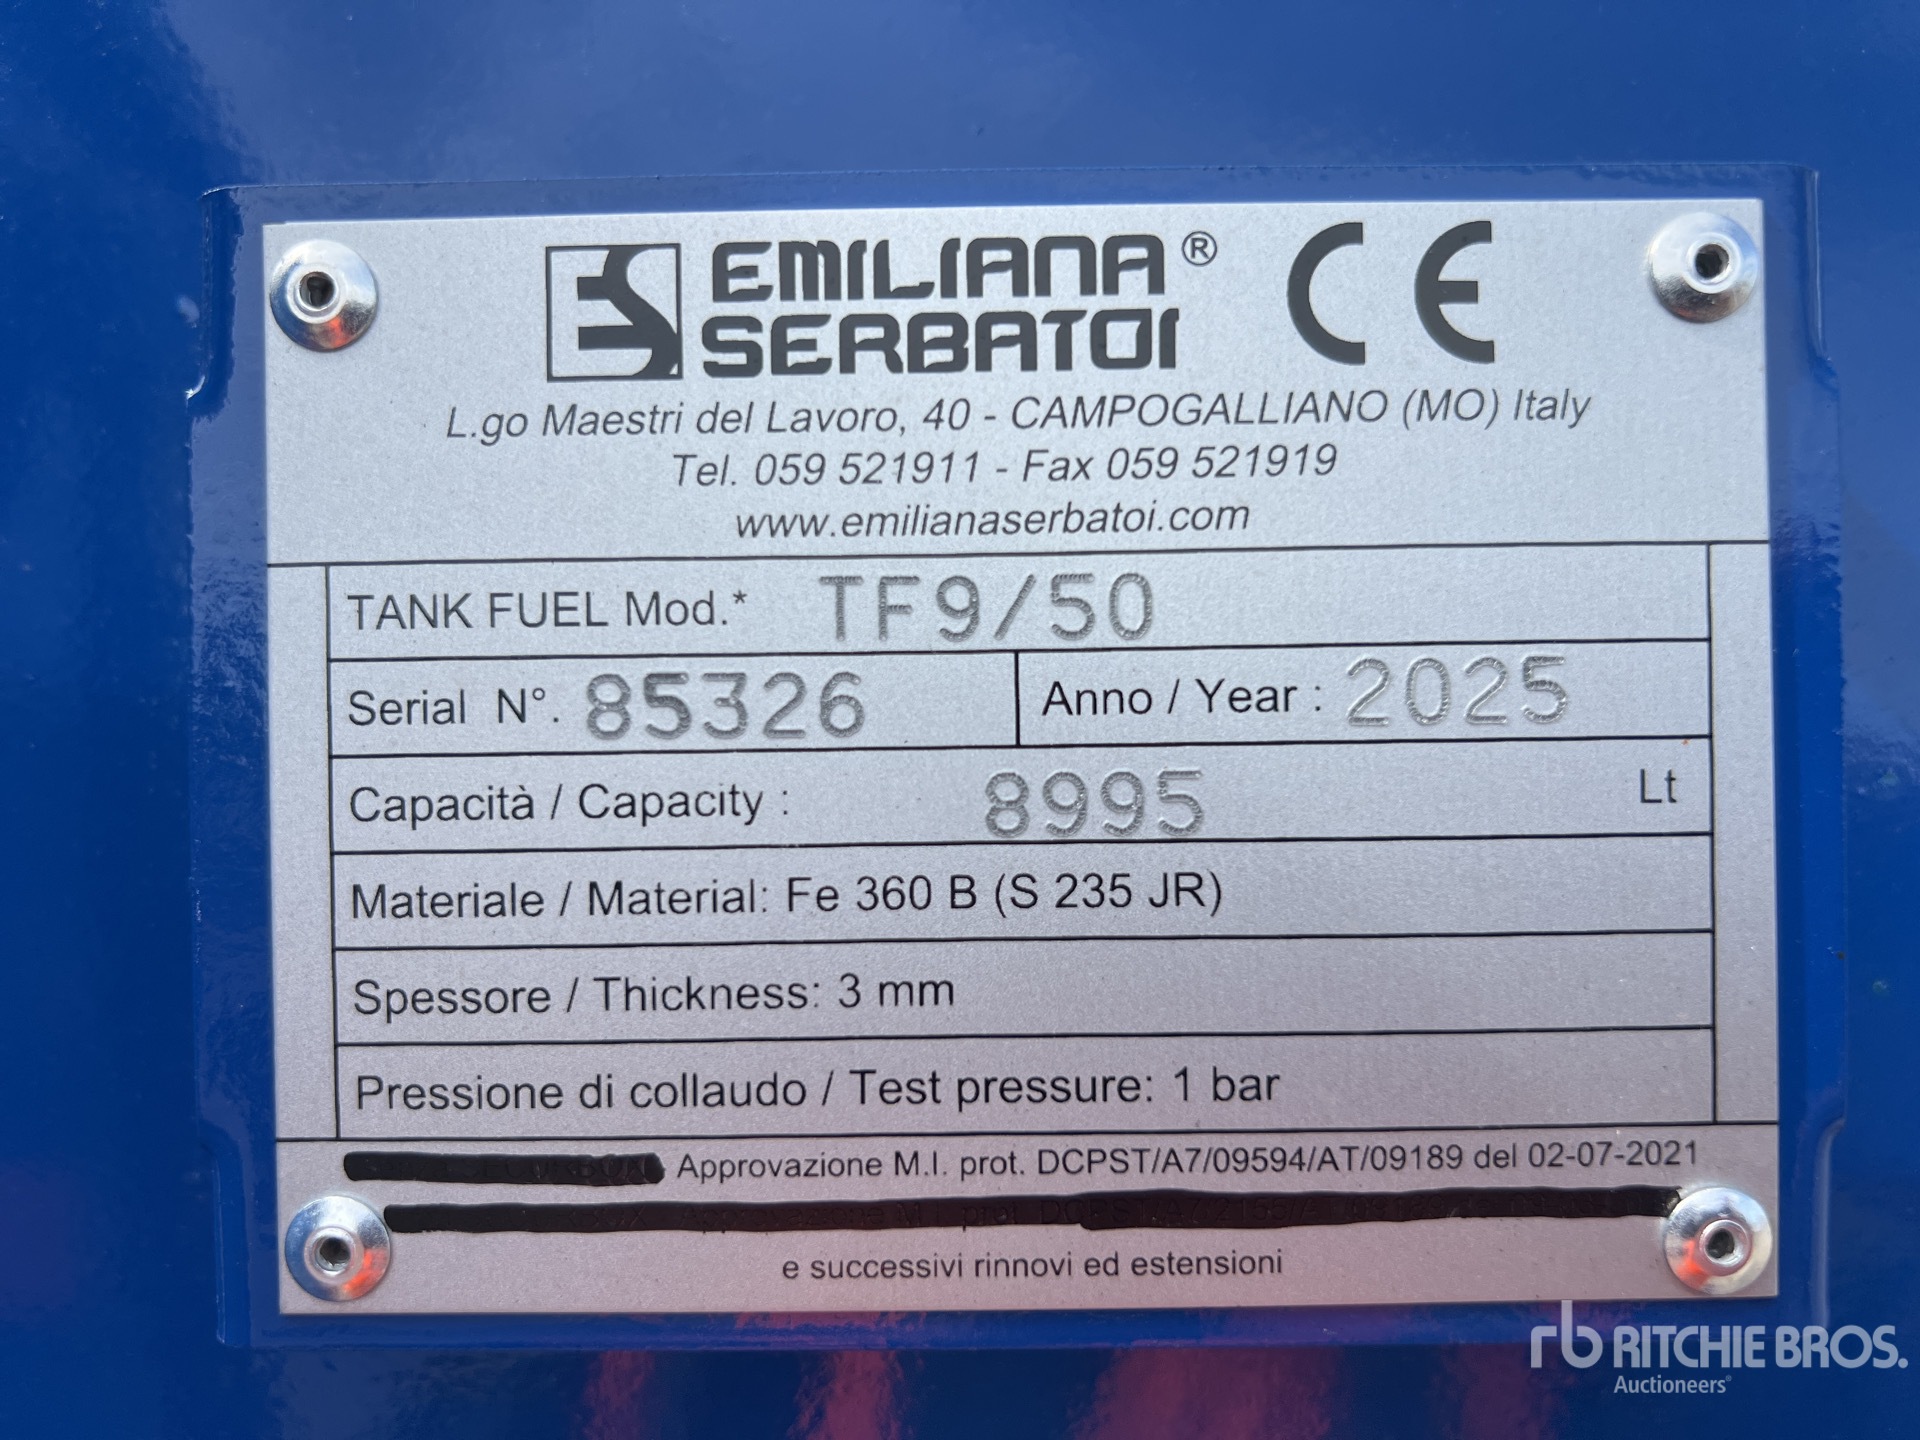 EMILIANA® CE
SERBATOI
L.go Maestri del Lavoro, 40 - CAMPOGALLIANO (MO) Italy
Tel. 059 521911 - Fax 059 521919
www.emilianaserbatoi.com
TANK FUEL Mod.* TF9/50
Serial N°. 85326 Anno / Year : 2025
Capacità / Capacity : 8995 Lt
Materiale / Material: Fe 360 B (S 235 JR)
Spessore / Thickness: 3 mm
Pressione di collaudo / Test pressure: 1 bar
Approvazione M.I. prot. DCPST/A7/09594/AT/09189 del 02-07-2021
e successivi rinnovi ed estensioni
rb RITCHIE BROS.
Auctioneers®